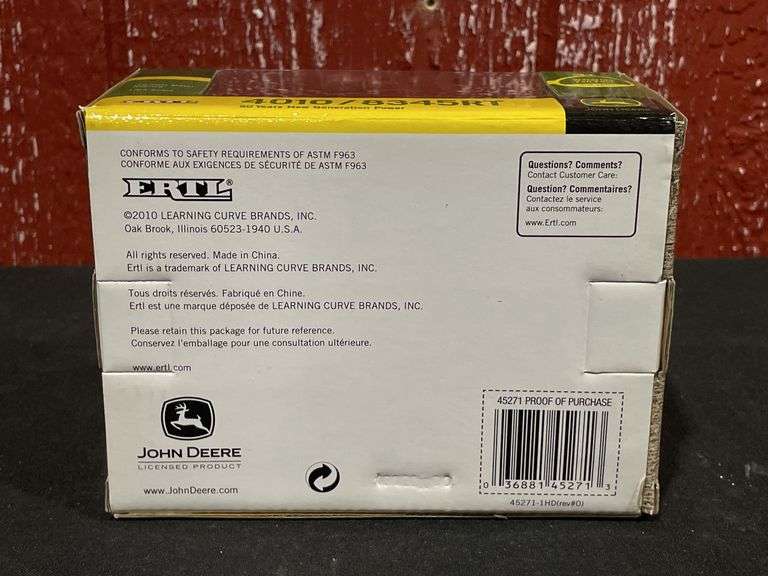 4010/8345RT
50 Years New Generation Power
JOHN DEERE
CONFORMS TO SAFETY REQUIREMENTS OF ASTM F963
CONFORME AUX EXIGENCES DE SÉCURITÉ DE ASTM F963
ERTL®
©2010 LEARNING CURVE BRANDS, INC.
Oak Brook, Illinois 60523-1940 U.S.A.
All rights reserved. Made in China.
Ertl is a trademark of LEARNING CURVE BRANDS, INC.
Tous droits réservés. Fabriqué en Chine.
Ertl est une marque déposée de LEARNING CURVE BRANDS, INC.
Please retain this package for future reference.
Conservez l'emballage pour une consultation ultérieure.
www.ertl.com
Questions? Comments?
Contact Customer Care:
Question? Commentaires?
Contactez le service
aux consommateurs:
www.Ertl.com
JOHN DEERE
LICENSED PRODUCT
www.JohnDeere.com
45271 PROOF OF PURCHASE
0 36881 45271 3
45271-1HD(rev#0)